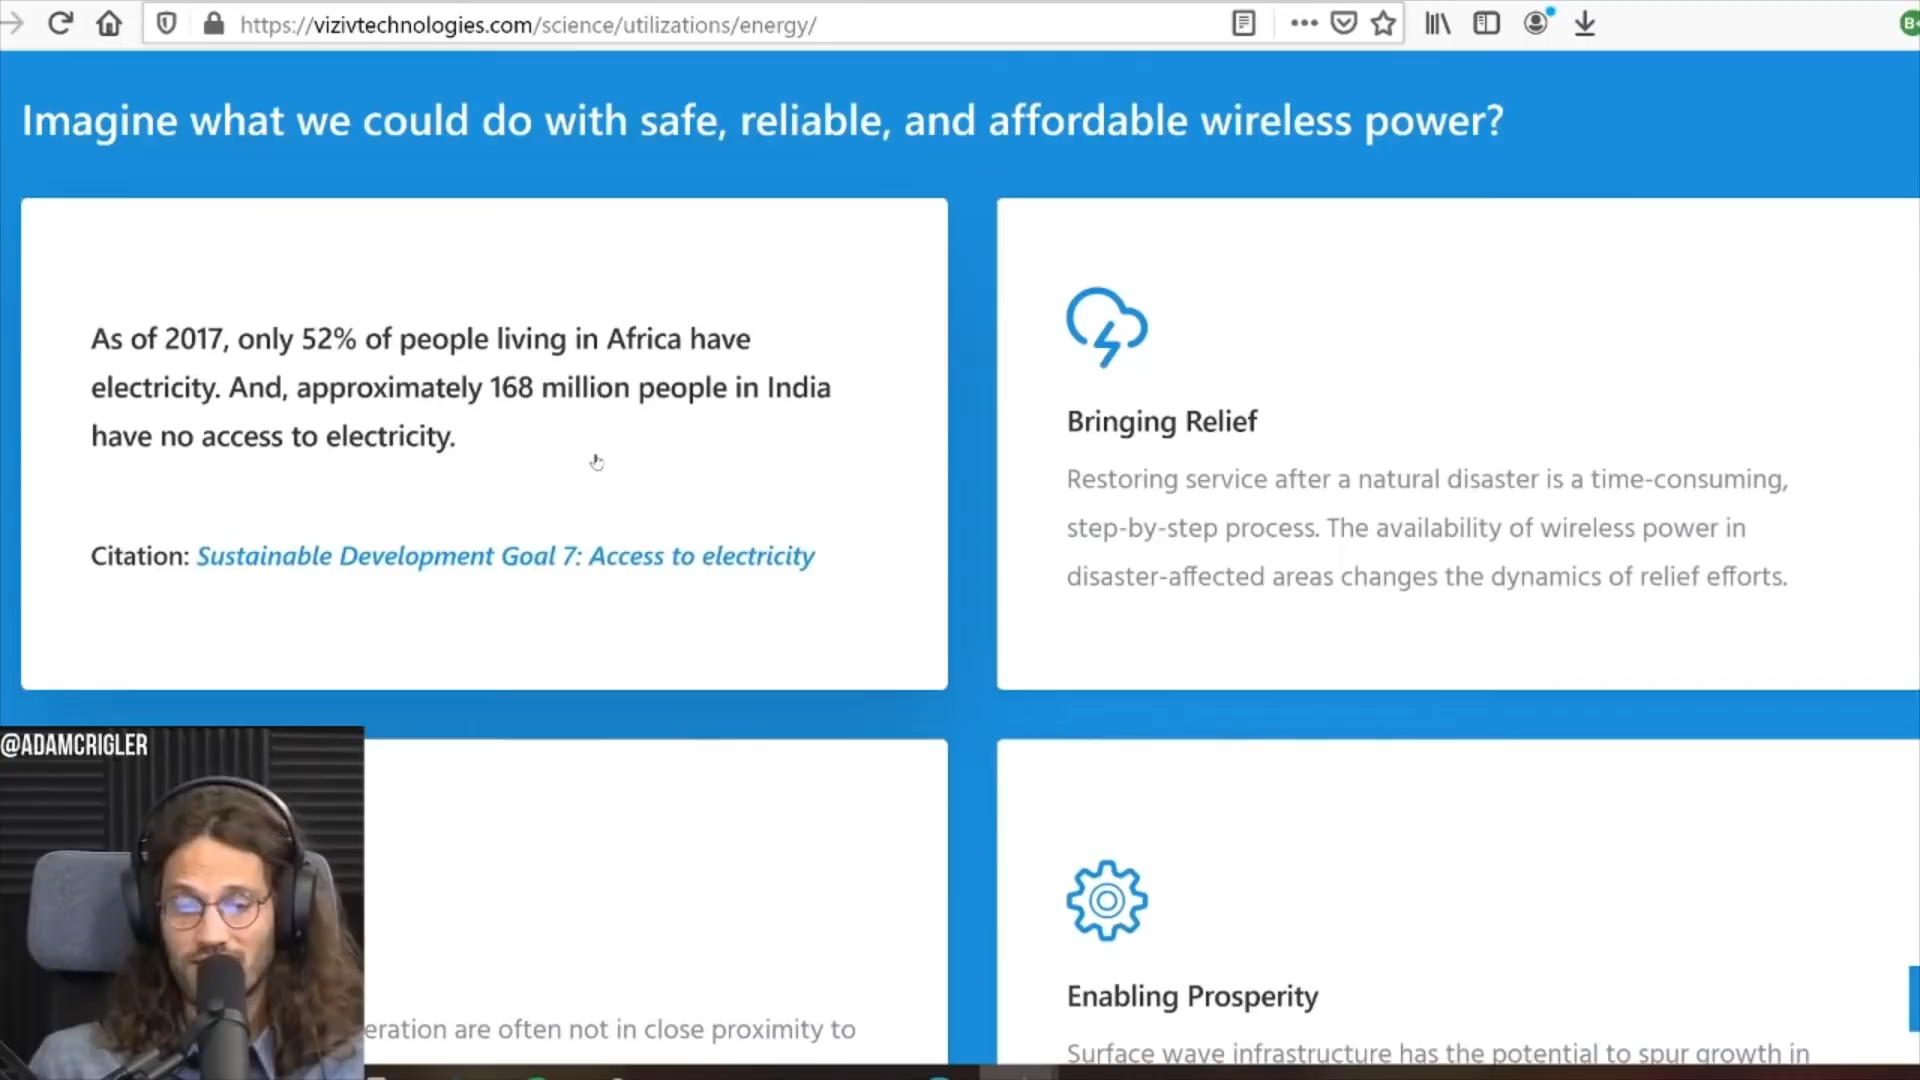 https://vizivtechnologies.com/science/utilizations/energy/
Imagine what we could do with safe, reliable, and affordable wireless power?
As of 2017, only 52% of people living in Africa have
electricity. And, approximately 168 million people in India
have no access to electricity.
Citation: Sustainable Development Goal 7: Access to electricity
Bringing Relief
Restoring service after a natural disaster is a time-consuming,
step-by-step process. The availability of wireless power in
disaster-affected areas changes the dynamics of relief efforts.
@ADAMCRIGLER
eration are often not in close proximity to
Enabling Prosperity
Surface wave infrastructure has the potential to spur growth in